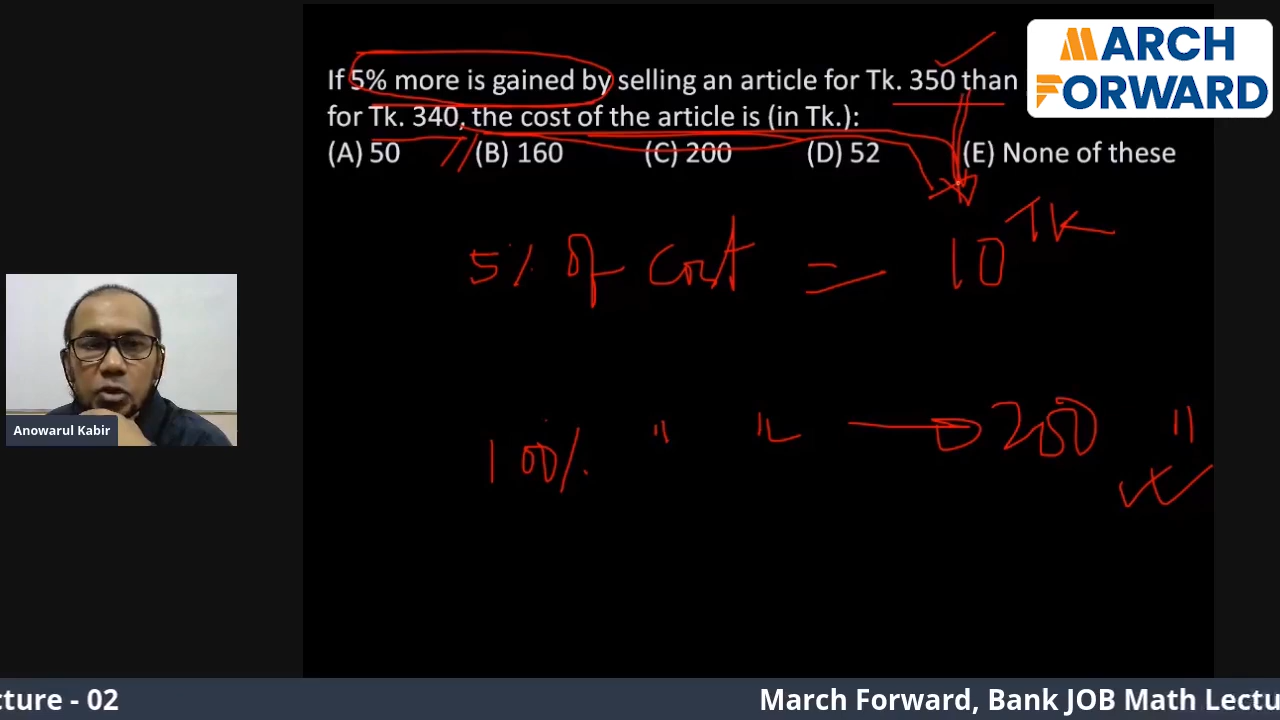 MARCH
FORWARD
If 5% more is gained by selling an article for Tk. 350 than
for Tk. 340, the cost of the article is (in Tk.):
(A) 50 (B) 160 (C) 200 (D) 52 (E) None of these
5% of cost = 10 Tk
100% " " → 200 "
Anowarul Kabir
cture - 02 March Forward, Bank JOB Math Lectu